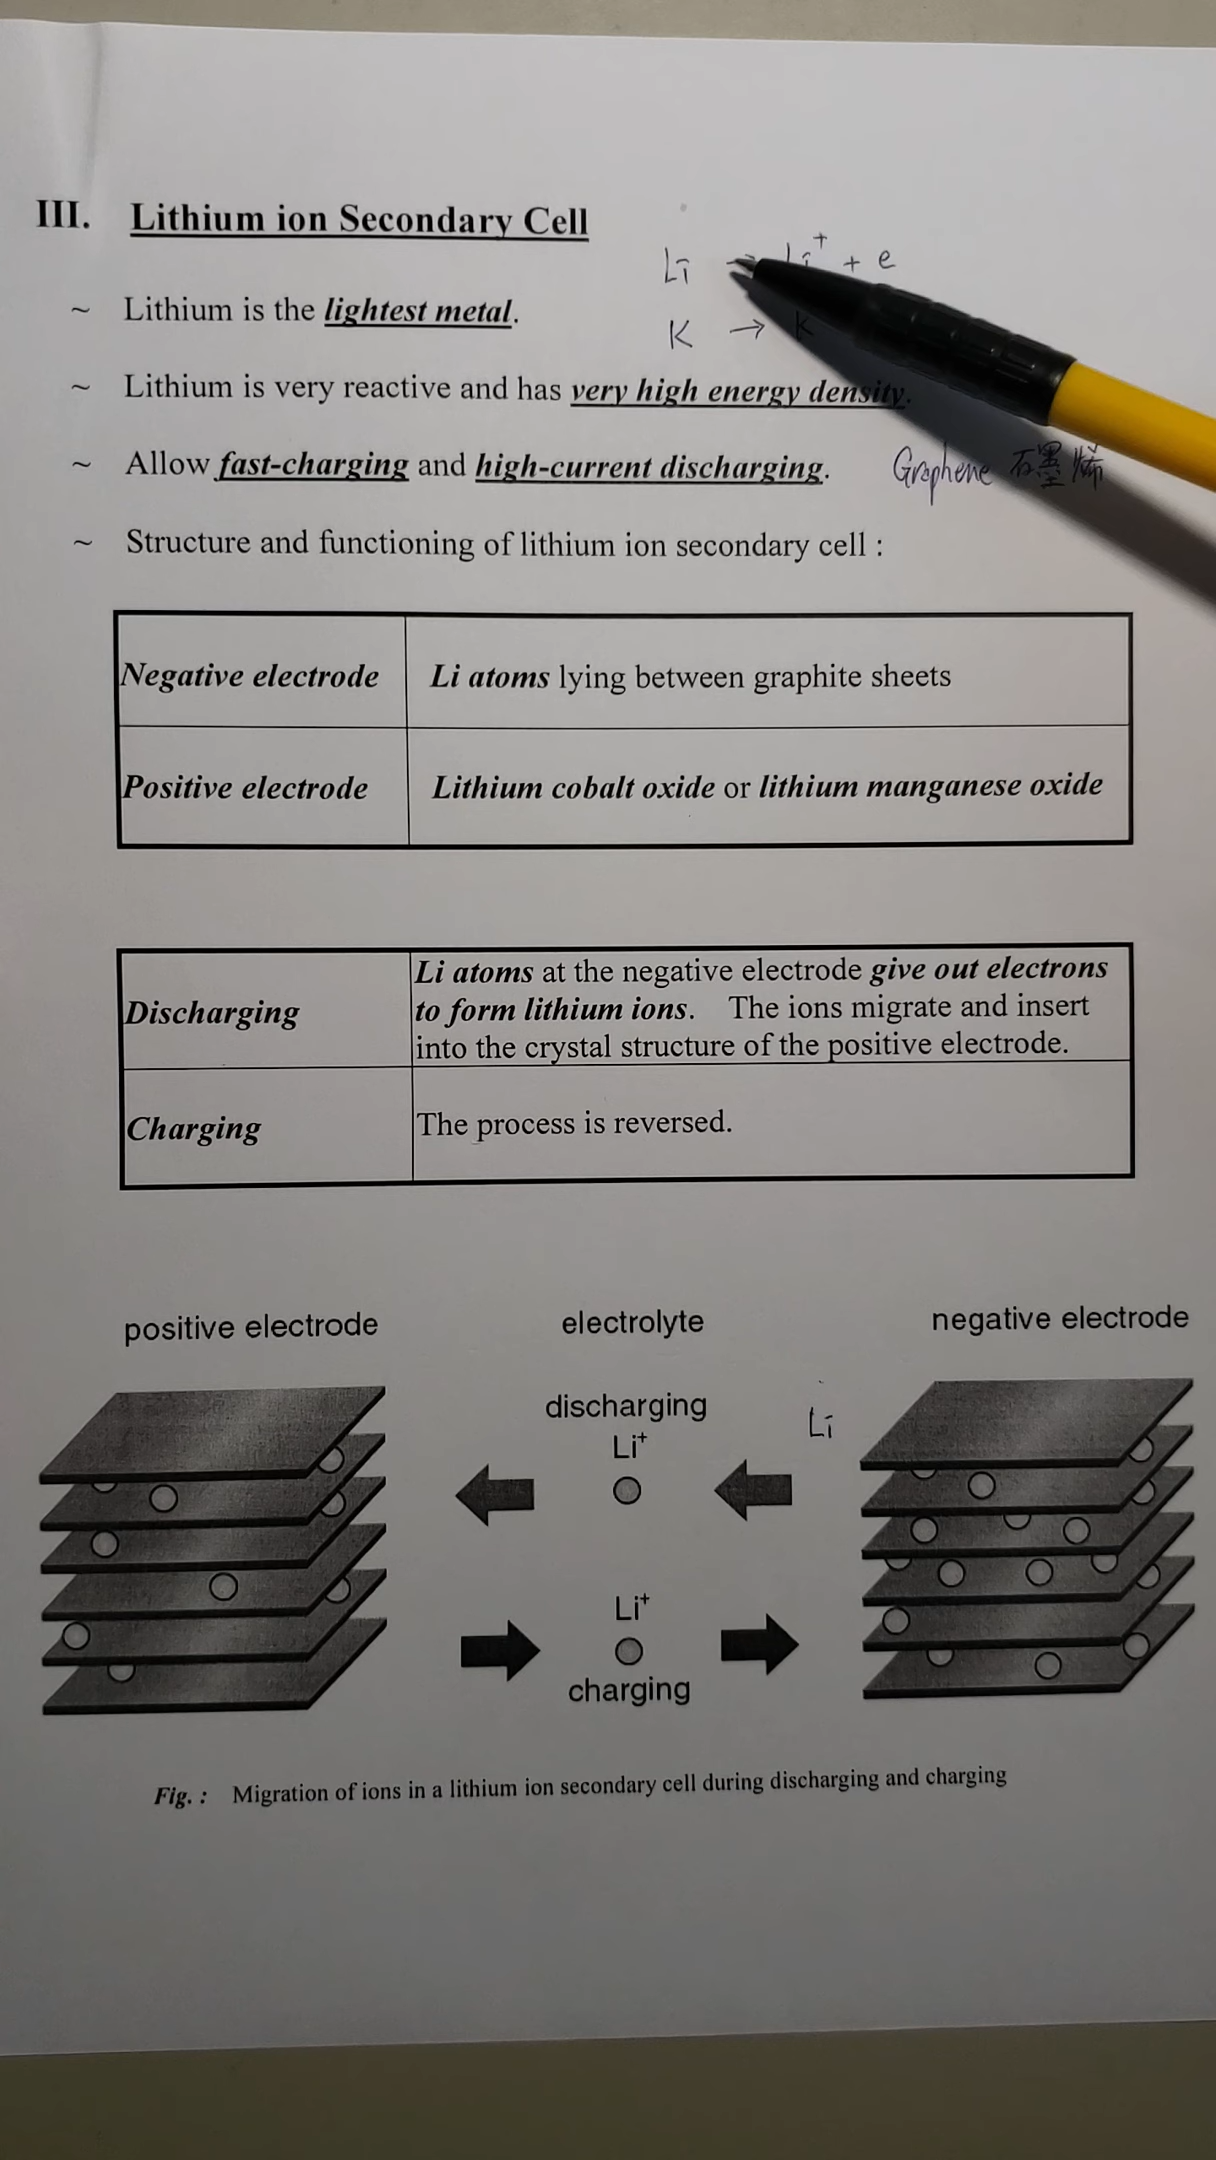 III. Lithium ion Secondary Cell
Li → Li⁺ + e
~ Lithium is the lightest metal.
K → K
~ Lithium is very reactive and has very high energy density.
~ Allow fast-charging and high-current discharging.
Graphene 石墨烯
~ Structure and functioning of lithium ion secondary cell :
Negative electrode Li atoms lying between graphite sheets
Positive electrode Lithium cobalt oxide or lithium manganese oxide
Discharging
Li atoms at the negative electrode give out electrons
to form lithium ions. The ions migrate and insert
into the crystal structure of the positive electrode.
Charging The process is reversed.
positive electrode electrolyte negative electrode
discharging
Li
Li⁺
Li⁺
charging
Fig. : Migration of ions in a lithium ion secondary cell during discharging and charging